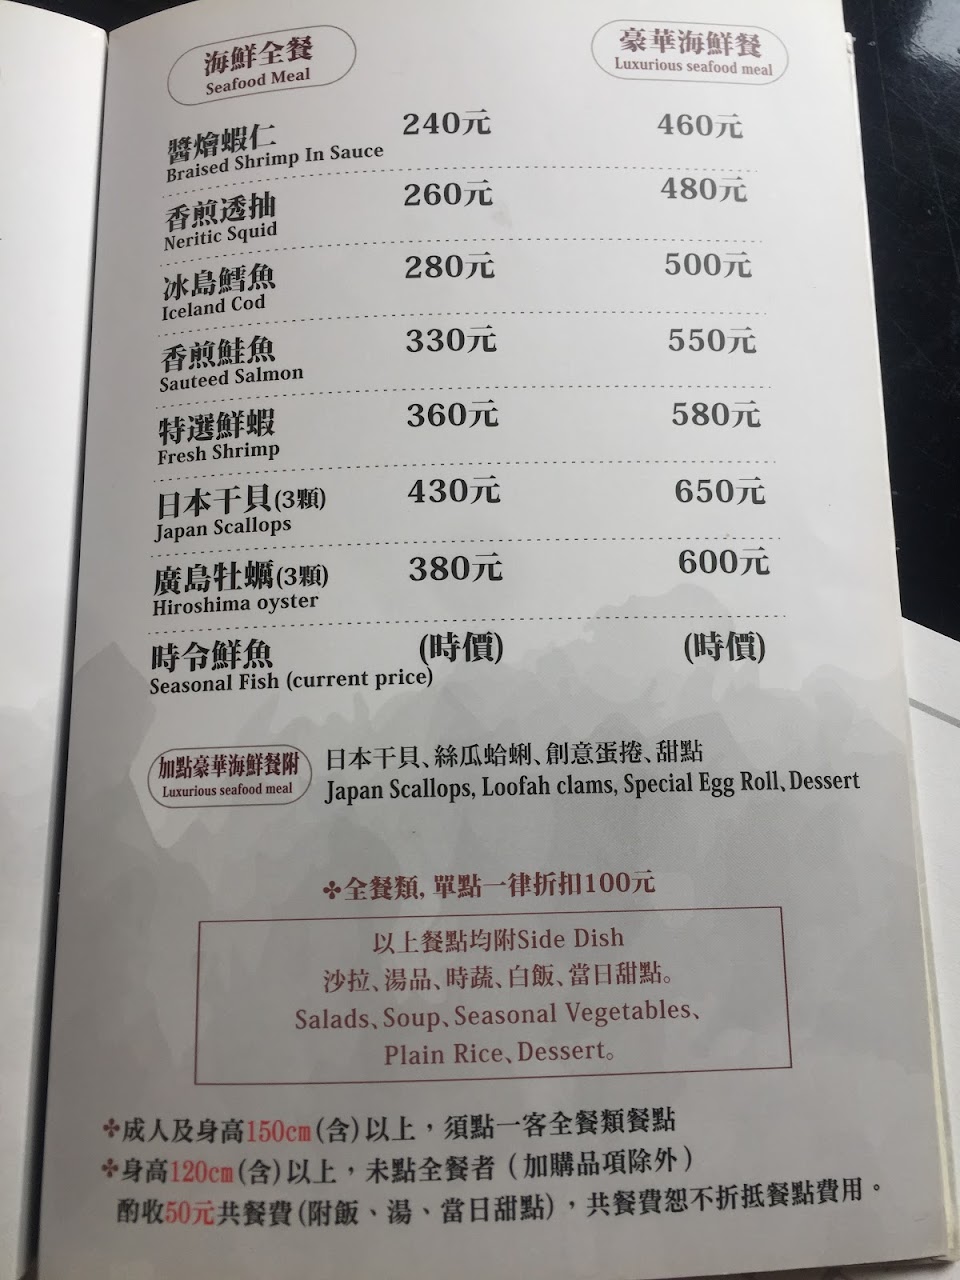 海鮮全餐
Seafood Meal
豪華海鮮餐
Luxurious seafood meal
醬燴蝦仁 240元 460元
Braised Shrimp In Sauce
香煎透抽 260元 480元
Neritic Squid
冰島鱈魚 280元 500元
Iceland Cod
香煎鮭魚 330元 550元
Sauteed Salmon
特選鮮蝦 360元 580元
Fresh Shrimp
日本干貝(3顆) 430元 650元
Japan Scallops
廣島牡蠣(3顆) 380元 600元
Hiroshima oyster
時令鮮魚 (時價) (時價)
Seasonal Fish (current price)
加點豪華海鮮餐附
Luxurious seafood meal
日本干貝、絲瓜蛤蜊、創意蛋捲、甜點
Japan Scallops, Loofah clams, Special Egg Roll、Dessert
✤全餐類, 單點一律折扣100元
以上餐點均附Side Dish
沙拉、湯品、時蔬、白飯、當日甜點。
Salads、Soup、Seasonal Vegetables、
Plain Rice、Dessert。
✤成人及身高150cm(含)以上，須點一客全餐類餐點
✤身高120cm(含)以上，未點全餐者（加購品項除外）
酌收50元共餐費(附飯、湯、當日甜點)，共餐費恕不折抵餐點費用。